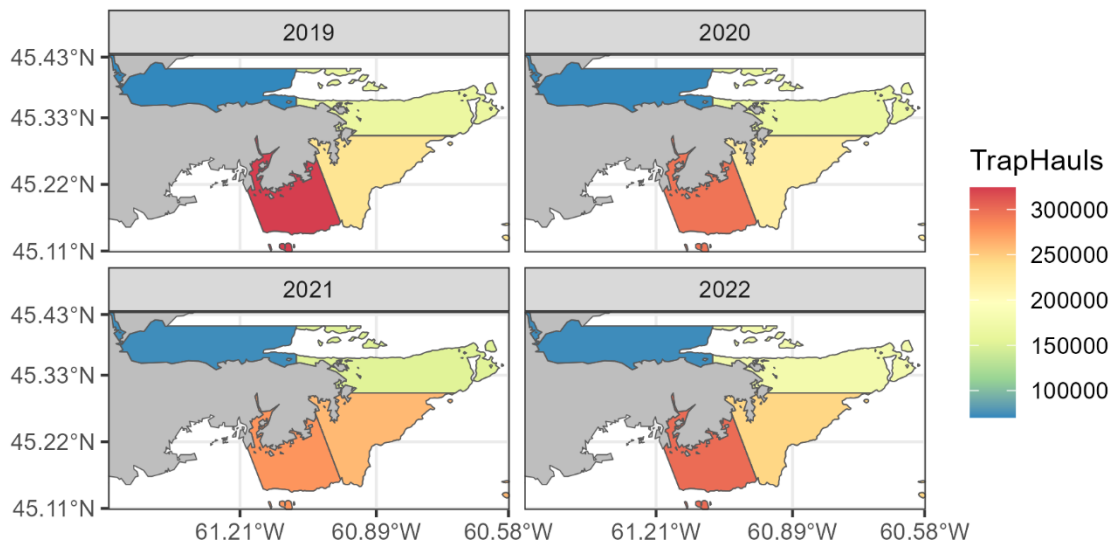 2019
2020
45.43°N
45.33°N
45.22°N
45.11°N
TrapHauls
300000
250000
200000
150000
100000
2021
2022
45.43°N
45.33°N
45.22°N
45.11°N
61.21°W 60.89°W 60.58°W
61.21°W 60.89°W 60.58°W